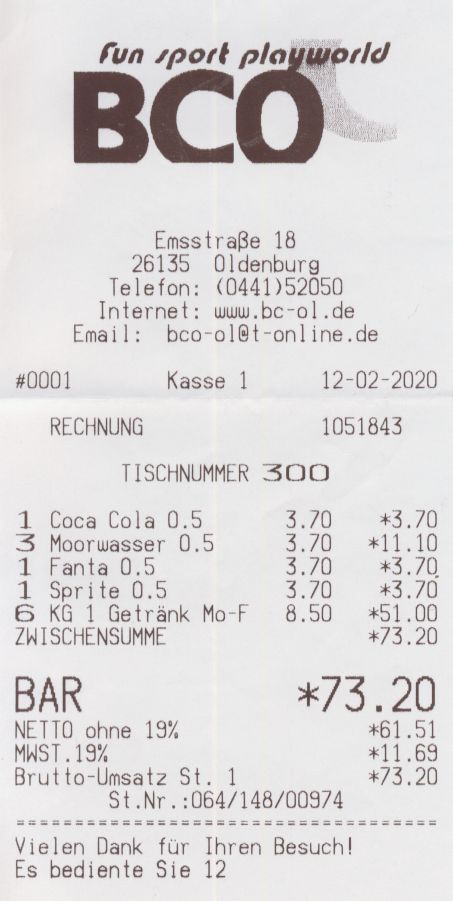 fun sport playworld
BCO
Emsstraße 18
26135 Oldenburg
Telefon: (0441)52050
Internet: www.bc-ol.de
Email: bco-ol@t-online.de
#0001 Kasse 1 12-02-2020
RECHNUNG 1051843
TISCHNUMMER 300
1 Coca Cola 0.5 3.70 *3.70
3 Moorwasser 0.5 3.70 *11.10
1 Fanta 0.5 3.70 *3.70
1 Sprite 0.5 3.70 *3.70
6 KG 1 Getränk Mo-F 8.50 *51.00
ZWISCHENSUMME *73.20
BAR *73.20
NETTO ohne 19% *61.51
MWST.19% *11.69
Brutto-Umsatz St. 1 *73.20
St.Nr.:064/148/00974
=====================================
Vielen Dank für Ihren Besuch!
Es bediente Sie 12